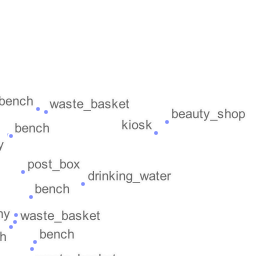 bench
waste_basket
beauty_shop
kiosk
bench
post_box
drinking_water
bench
waste_basket
bench